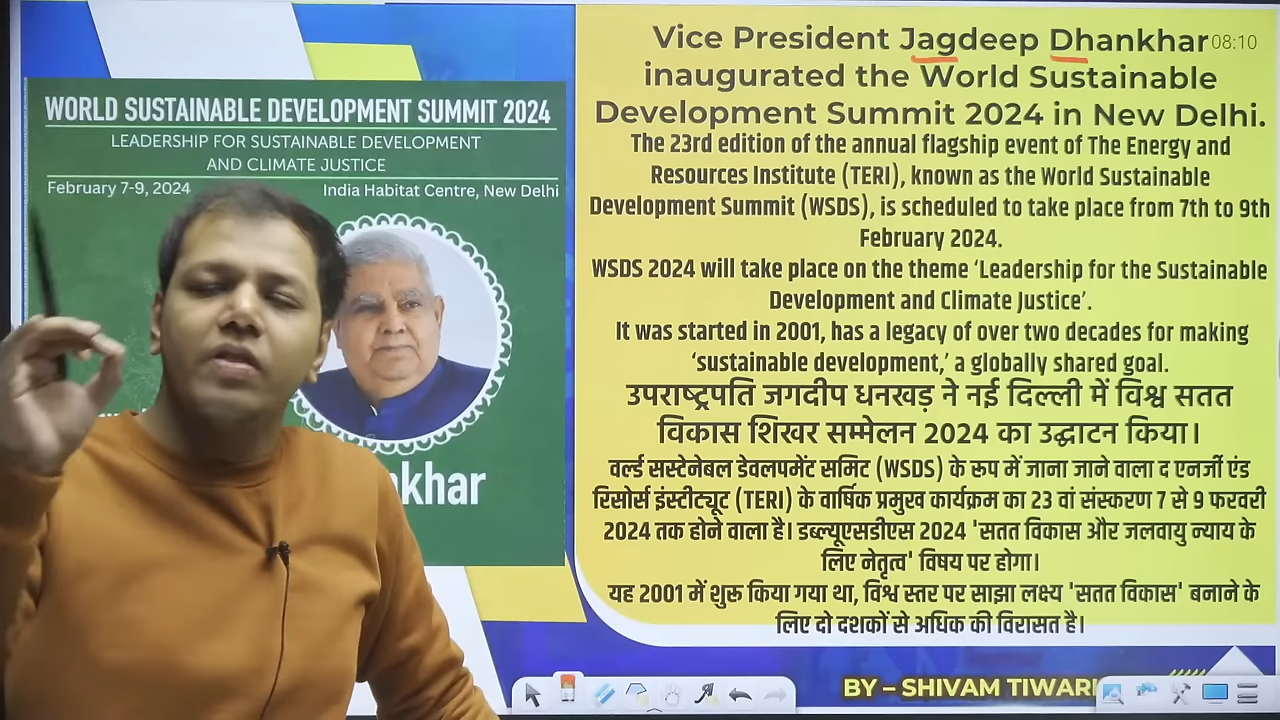 WORLD SUSTAINABLE DEVELOPMENT SUMMIT 2024
LEADERSHIP FOR SUSTAINABLE DEVELOPMENT
AND CLIMATE JUSTICE
February 7-9, 2024
India Habitat Centre, New Delhi
khar
Vice President Jagdeep Dhankhar
08:10
inaugurated the World Sustainable
Development Summit 2024 in New Delhi.
The 23rd edition of the annual flagship event of The Energy and
Resources Institute (TERI), known as the World Sustainable
Development Summit (WSDS), is scheduled to take place from 7th to 9th
February 2024.
WSDS 2024 will take place on the theme ‘Leadership for the Sustainable
Development and Climate Justice’.
It was started in 2001, has a legacy of over two decades for making
‘sustainable development,’ a globally shared goal.
उपराष्ट्रपति जगदीप धनखड़ ने नई दिल्ली में विश्व सतत
विकास शिखर सम्मेलन 2024 का उद्घाटन किया।
वर्ल्ड सस्टेनेबल डेवलपमेंट समिट (WSDS) के रूप में जाना जाने वाला द एनर्जी एंड
रिसोर्स इंस्टीट्यूट (TERI) के वार्षिक प्रमुख कार्यक्रम का 23 वां संस्करण 7 से 9 फरवरी
2024 तक होने वाला है। डब्ल्यूएसडीएस 2024 'सतत विकास और जलवायु न्याय के
लिए नेतृत्व' विषय पर होगा।
यह 2001 में शुरू किया गया था, विश्व स्तर पर साझा लक्ष्य 'सतत विकास' बनाने के
लिए दो दशकों से अधिक की विरासत है।
BY – SHIVAM TIWARI